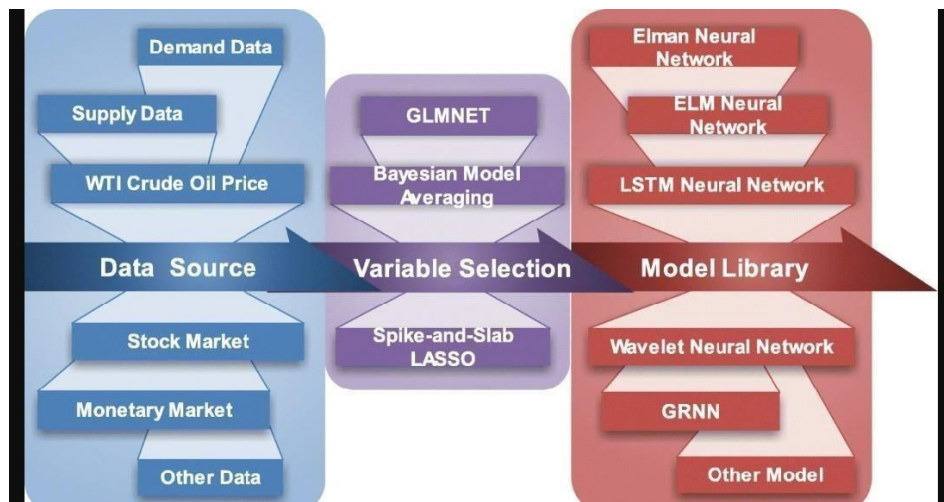 Demand Data
Supply Data
WTI Crude Oil Price
Data Source
Stock Market
Monetary Market
Other Data
GLMNET
Bayesian Model
Averaging
Variable Selection
Spike-and-Slab
LASSO
Elman Neural
Network
ELM Neural
Network
LSTM Neural Network
Model Library
Wavelet Neural Network
GRNN
Other Model